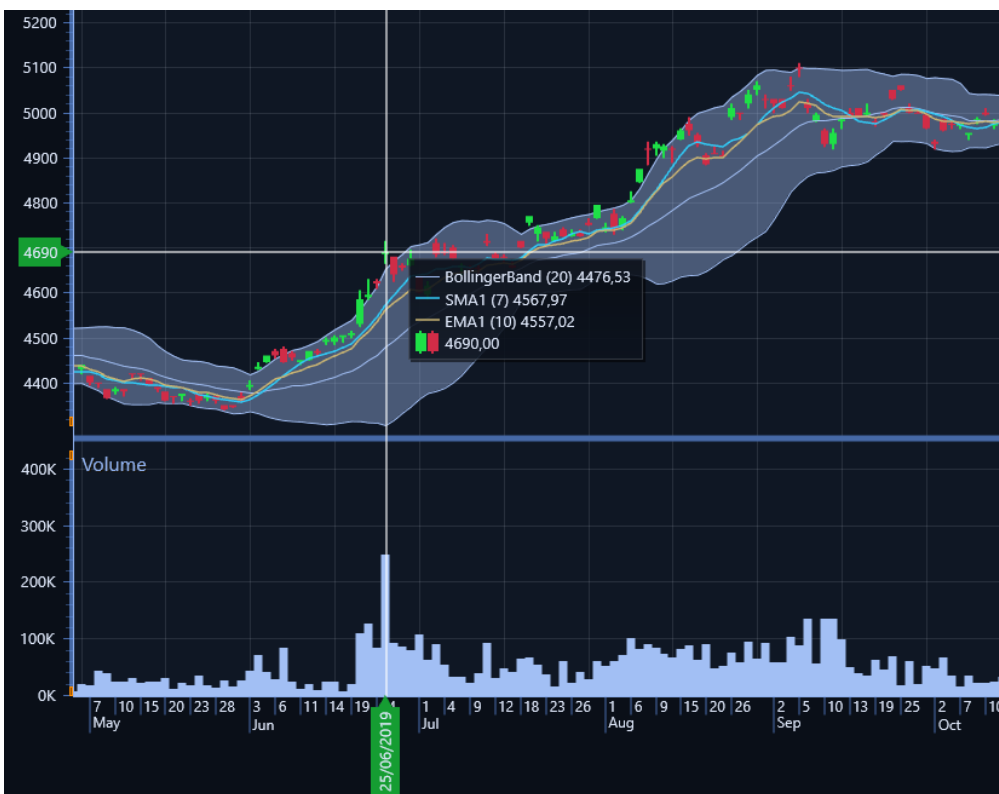 5200
5100
5000
4900
4800
4690
4600
4500
4400
BollingerBand (20) 4476,53
SMA1 (7) 4567,97
EMA1 (10) 4557,02
4690,00
Volume
400K
300K
200K
100K
0K
7 10 15 20 23 28 3 6 11 14 19 1 4 9 12 18 23 26 1 6 9 15 20 26 2 5 10 13 19 25 2 7 10
May Jun Jul Aug Sep Oct
25/06/2019